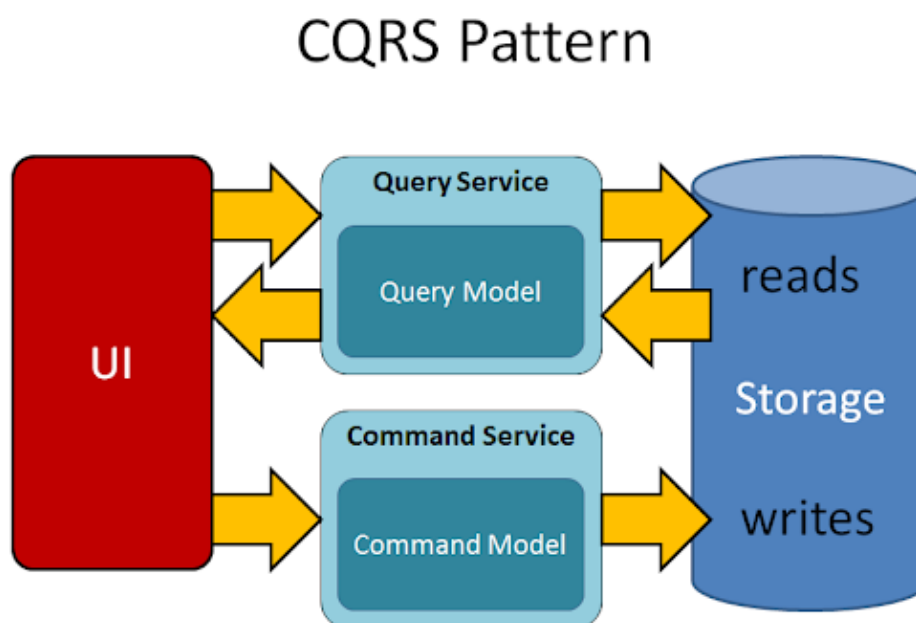 CQRS Pattern
Query Service
Query Model
reads
UI
Storage
Command Service
Command Model
writes